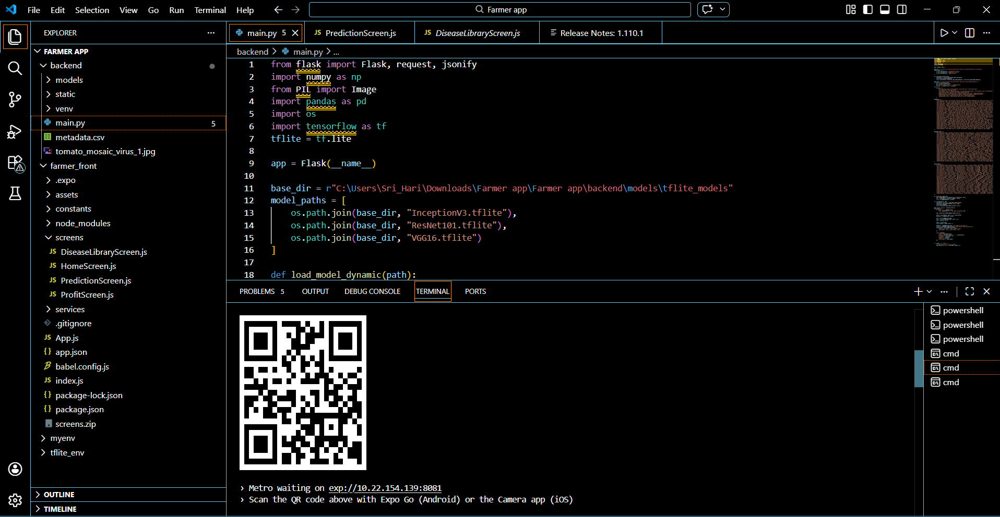 File Edit Selection View Go Run Terminal Help
Farmer app
EXPLORER
main.py 5
JS PredictionScreen.js
JS DiseaseLibraryScreen.js
Release Notes: 1.110.1
FARMER APP
backend
models
static
venv
main.py 5
metadata.csv
tomato_mosaic_virus_1.jpg
farmer_front
.expo
assets
constants
node_modules
screens
JS DiseaseLibraryScreen.js
JS HomeScreen.js
JS PredictionScreen.js
JS ProfitScreen.js
services
.gitignore
JS App.js
{} app.json
babel.config.js
JS index.js
{} package-lock.json
{} package.json
screens.zip
myenv
tflite_env
OUTLINE
TIMELINE
backend > main.py > ...
1 from flask import Flask, request, jsonify
2 import numpy as np
3 from PIL import Image
4 import pandas as pd
5 import os
6 import tensorflow as tf
7 tflite = tf.lite
8
9 app = Flask(__name__)
10
11 base_dir = r"C:\Users\Sri_Hari\Downloads\Farmer app\Farmer app\backend\models\tflite_models"
12 model_paths = [
13 os.path.join(base_dir, "InceptionV3.tflite"),
14 os.path.join(base_dir, "ResNet101.tflite"),
15 os.path.join(base_dir, "VGG16.tflite")
16 ]
17
18 def load_model_dynamic(path):
PROBLEMS 5 OUTPUT DEBUG CONSOLE TERMINAL PORTS
› Metro waiting on exp://10.22.154.139:8081
› Scan the QR code above with Expo Go (Android) or the Camera app (iOS)
powershell
powershell
powershell
cmd
cmd
cmd